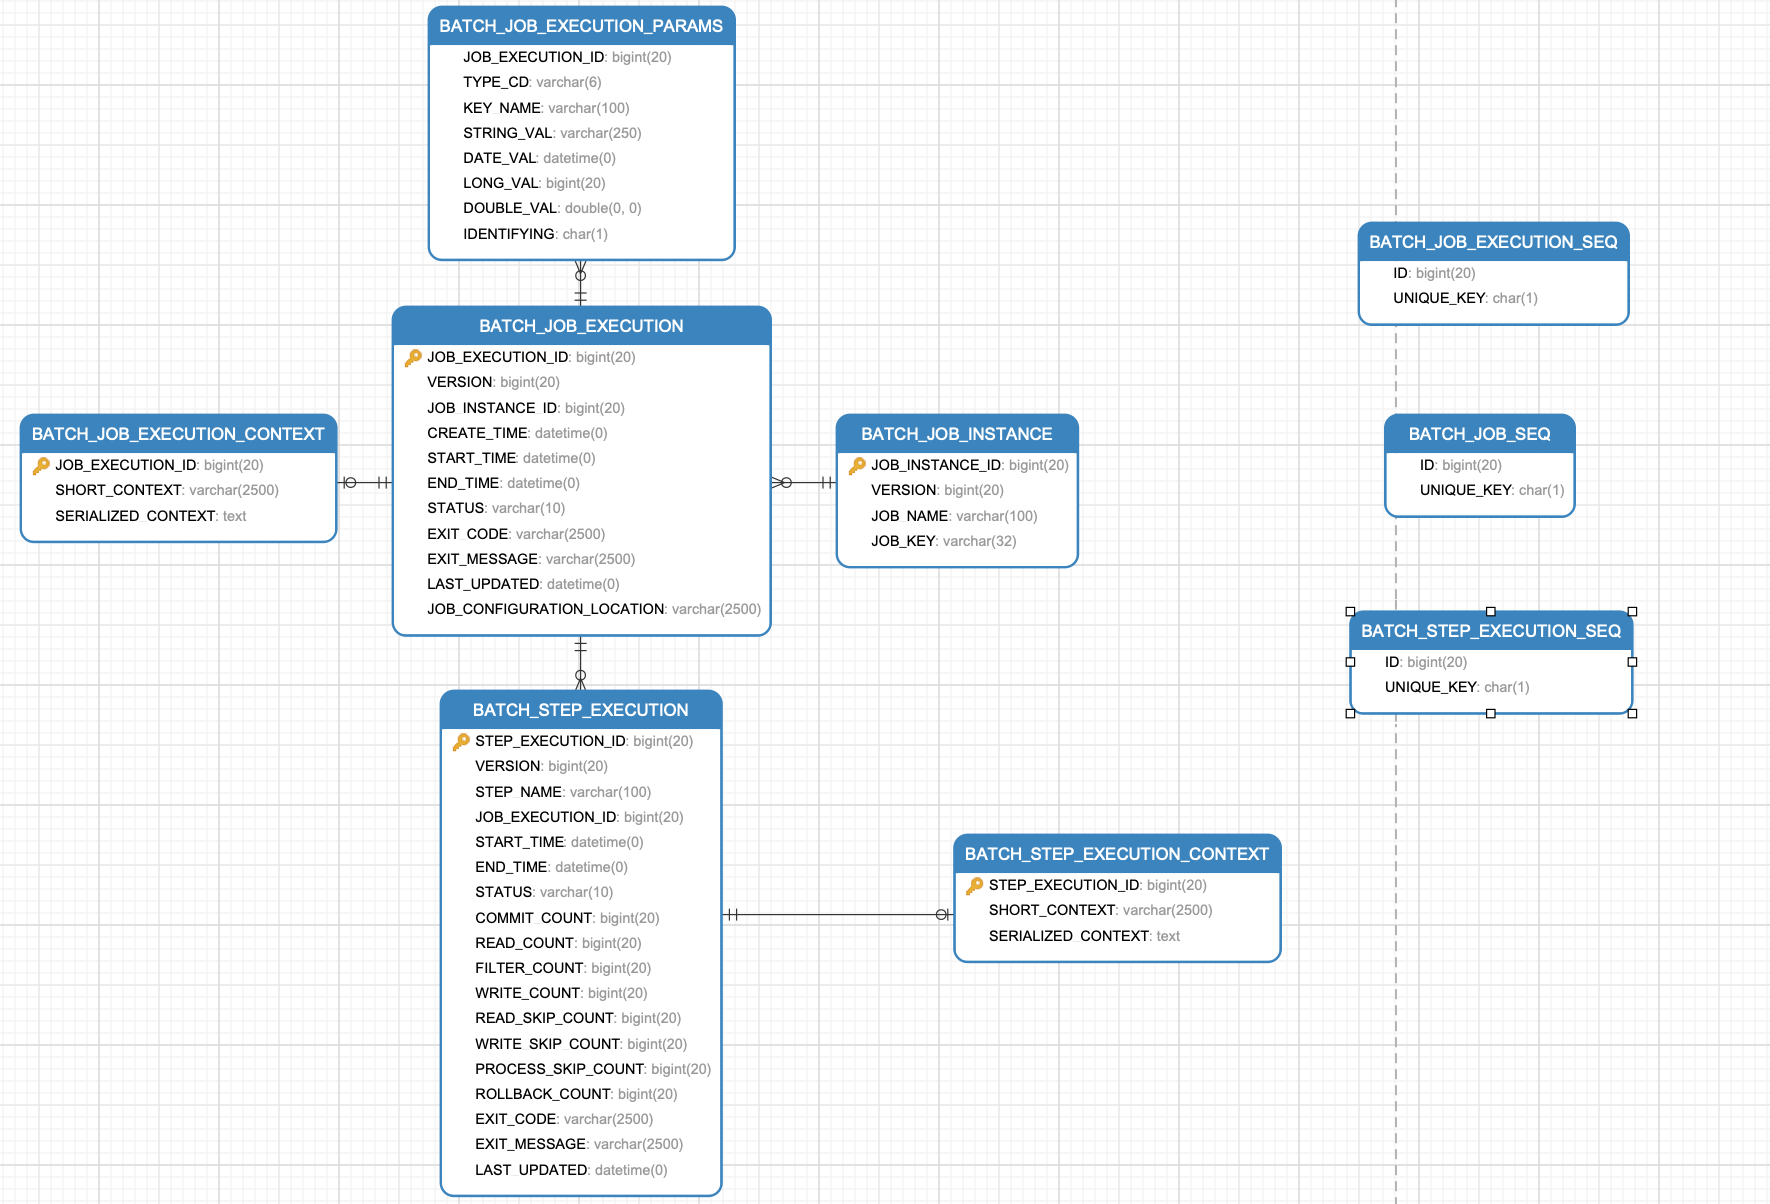 BATCH_JOB_EXECUTION_PARAMS
JOB_EXECUTION_ID: bigint(20)
TYPE_CD: varchar(6)
KEY_NAME: varchar(100)
STRING_VAL: varchar(250)
DATE_VAL: datetime(0)
LONG_VAL: bigint(20)
DOUBLE_VAL: double(0, 0)
IDENTIFYING: char(1)
BATCH_JOB_EXECUTION
JOB_EXECUTION_ID: bigint(20)
VERSION: bigint(20)
JOB_INSTANCE_ID: bigint(20)
CREATE_TIME: datetime(0)
START_TIME: datetime(0)
END_TIME: datetime(0)
STATUS: varchar(10)
EXIT_CODE: varchar(2500)
EXIT_MESSAGE: varchar(2500)
LAST_UPDATED: datetime(0)
JOB_CONFIGURATION_LOCATION: varchar(2500)
BATCH_JOB_EXECUTION_CONTEXT
JOB_EXECUTION_ID: bigint(20)
SHORT_CONTEXT: varchar(2500)
SERIALIZED_CONTEXT: text
BATCH_JOB_INSTANCE
JOB_INSTANCE_ID: bigint(20)
VERSION: bigint(20)
JOB_NAME: varchar(100)
JOB_KEY: varchar(32)
BATCH_STEP_EXECUTION
STEP_EXECUTION_ID: bigint(20)
VERSION: bigint(20)
STEP_NAME: varchar(100)
JOB_EXECUTION_ID: bigint(20)
START_TIME: datetime(0)
END_TIME: datetime(0)
STATUS: varchar(10)
COMMIT_COUNT: bigint(20)
READ_COUNT: bigint(20)
FILTER_COUNT: bigint(20)
WRITE_COUNT: bigint(20)
READ_SKIP_COUNT: bigint(20)
WRITE_SKIP_COUNT: bigint(20)
PROCESS_SKIP_COUNT: bigint(20)
ROLLBACK_COUNT: bigint(20)
EXIT_CODE: varchar(2500)
EXIT_MESSAGE: varchar(2500)
LAST_UPDATED: datetime(0)
BATCH_STEP_EXECUTION_CONTEXT
STEP_EXECUTION_ID: bigint(20)
SHORT_CONTEXT: varchar(2500)
SERIALIZED_CONTEXT: text
BATCH_JOB_EXECUTION_SEQ
ID: bigint(20)
UNIQUE_KEY: char(1)
BATCH_JOB_SEQ
ID: bigint(20)
UNIQUE_KEY: char(1)
BATCH_STEP_EXECUTION_SEQ
ID: bigint(20)
UNIQUE_KEY: char(1)